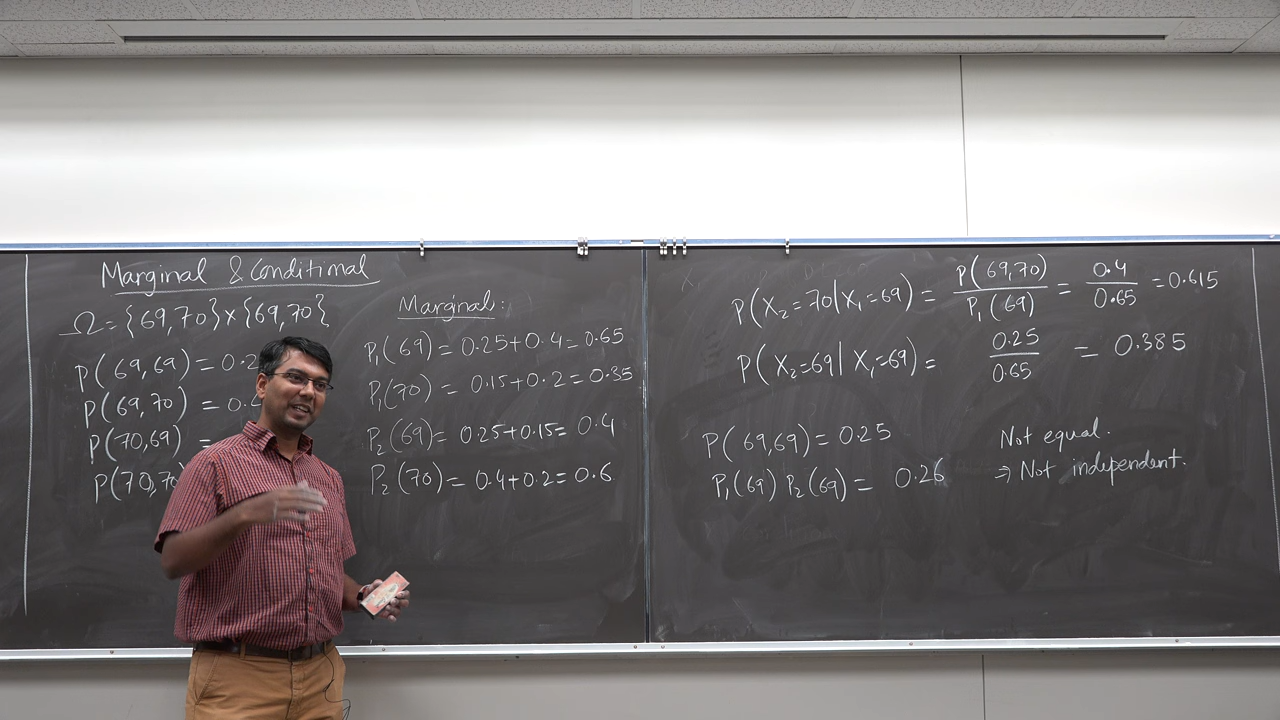 Marginal & Conditimal
Ω = {69,70}×{69,70}
P(69,69) = 0.2
P(69,70) = 0.
P(70,69) =
P(70,70
Marginal:
P₁(69) = 0.25+0.4 = 0.65
P₁(70) = 0.15+0.2 = 0.35
P₂(69) = 0.25+0.15 = 0.4
P₂(70) = 0.4+0.2 = 0.6
P(X₂=70|X₁=69) = P(69,70)/P₁(69) = 0.4/0.65 = 0.615
P(X₂=69|X₁=69) = 0.25/0.65 = 0.385
P(69,69) = 0.25
P₁(69) P₂(69) = 0.26
Not equal.
⇒ Not independent.